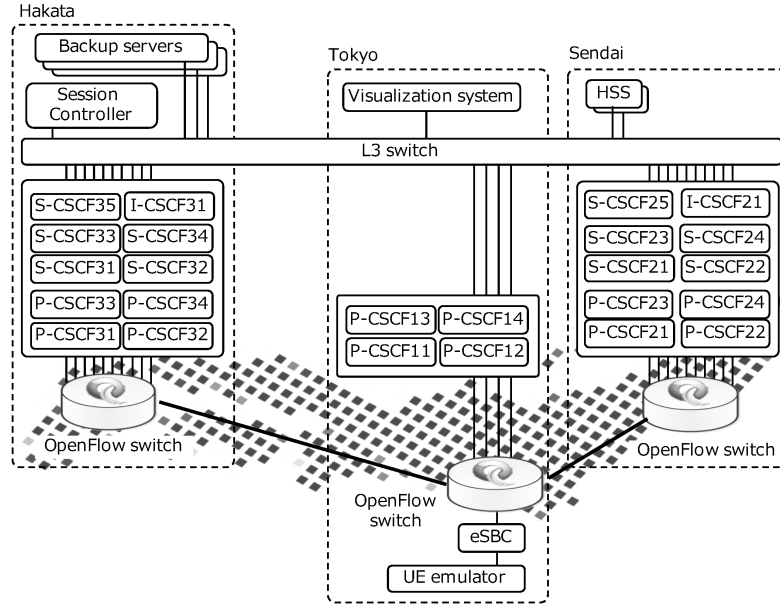 Hakata
Backup servers
Session
Controller
Tokyo
Visualization system
Sendai
HSS
L3 switch
S-CSCF35 I-CSCF31
S-CSCF33 S-CSCF34
S-CSCF31 S-CSCF32
P-CSCF33 P-CSCF34
P-CSCF31 P-CSCF32
OpenFlow switch
P-CSCF13 P-CSCF14
P-CSCF11 P-CSCF12
OpenFlow
switch
eSBC
UE emulator
S-CSCF25 I-CSCF21
S-CSCF23 S-CSCF24
S-CSCF21 S-CSCF22
P-CSCF23 P-CSCF24
P-CSCF21 P-CSCF22
OpenFlow switch